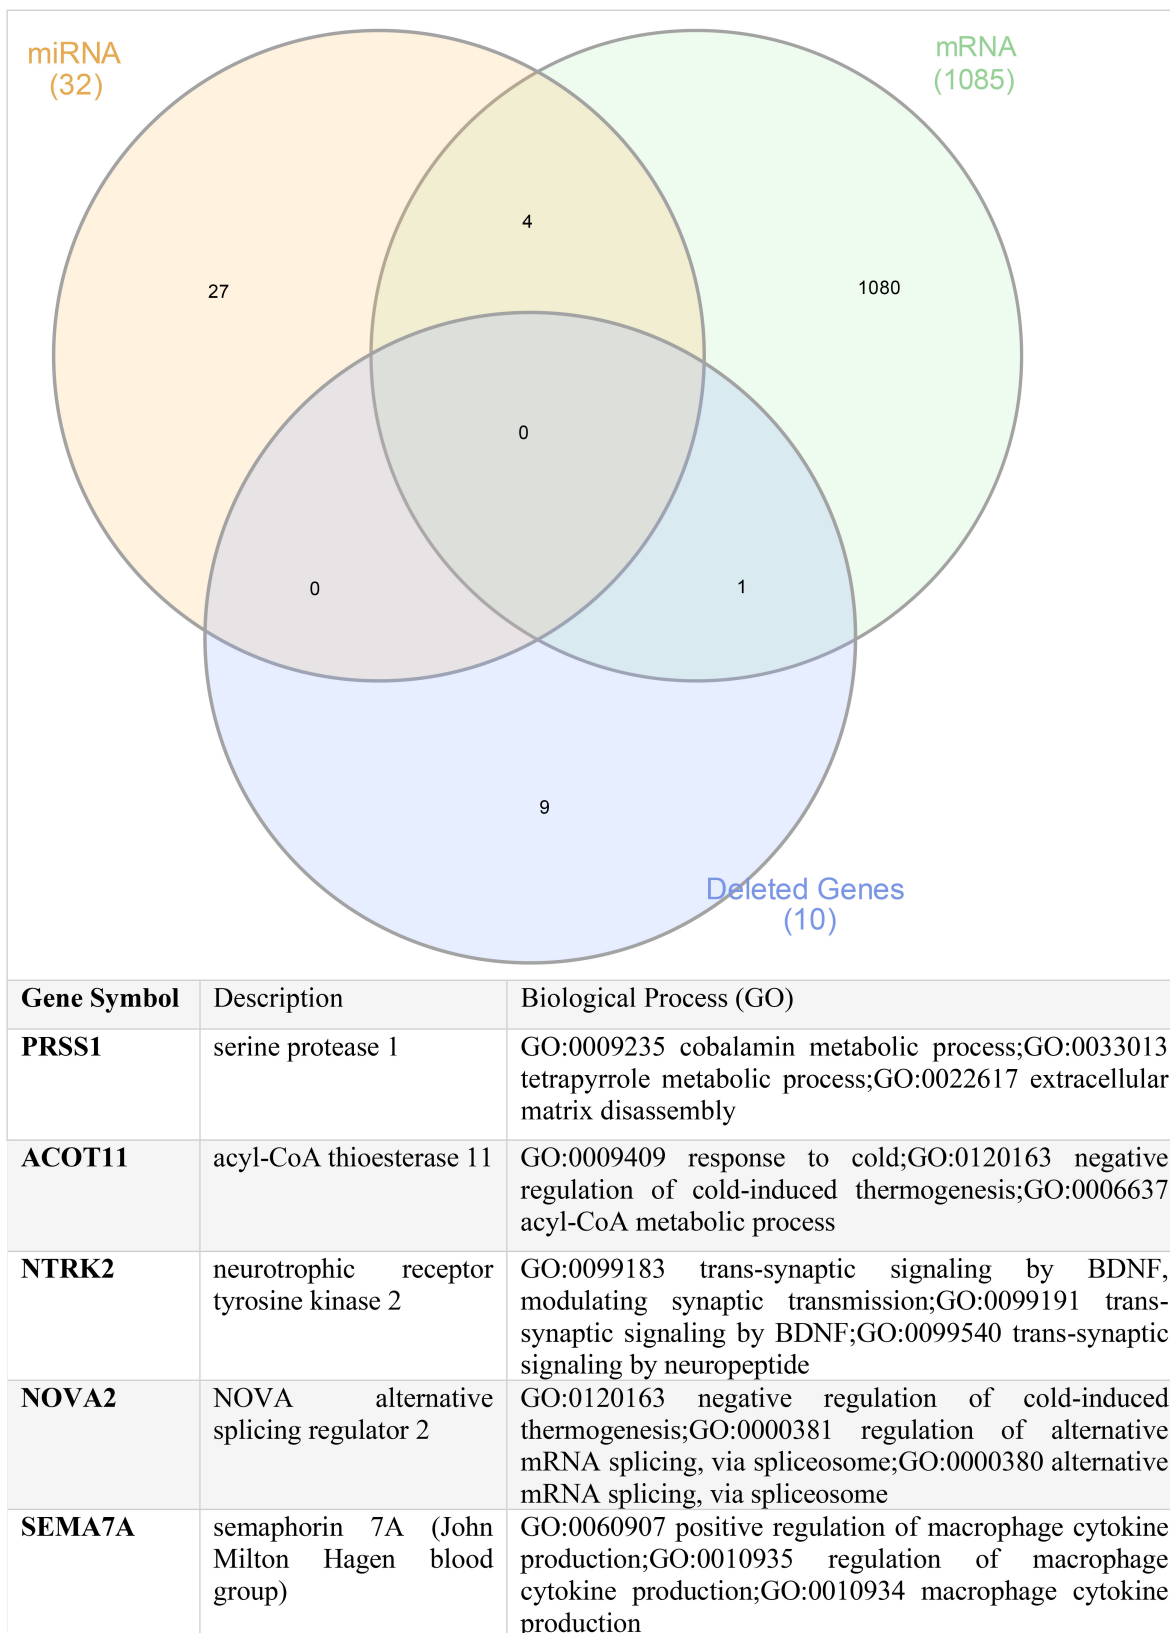 miRNA
(32)
mRNA
(1085)
4
27
1080
0
0
1
9
Deleted Genes
(10)
Gene Symbol Description Biological Process (GO)
PRSS1 serine protease 1 GO:0009235 cobalamin metabolic process;GO:0033013
tetrapyrrole metabolic process;GO:0022617 extracellular
matrix disassembly
ACOT11 acyl-CoA thioesterase 11 GO:0009409 response to cold;GO:0120163 negative
regulation of cold-induced thermogenesis;GO:0006637
acyl-CoA metabolic process
NTRK2 neurotrophic receptor GO:0099183 trans-synaptic signaling by BDNF,
tyrosine kinase 2 modulating synaptic transmission;GO:0099191 trans-
synaptic signaling by BDNF;GO:0099540 trans-synaptic
signaling by neuropeptide
NOVA2 NOVA alternative GO:0120163 negative regulation of cold-induced
splicing regulator 2 thermogenesis;GO:0000381 regulation of alternative
mRNA splicing, via spliceosome;GO:0000380 alternative
mRNA splicing, via spliceosome
SEMA7A semaphorin 7A (John GO:0060907 positive regulation of macrophage cytokine
Milton Hagen blood production;GO:0010935 regulation of macrophage
group) cytokine production;GO:0010934 macrophage cytokine
production